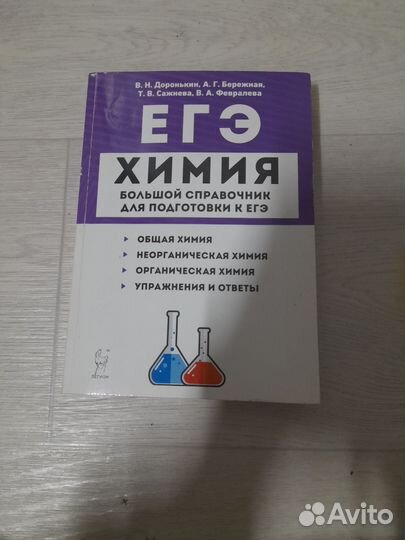 В. Н. Доронькин, А. Г. Бережная,
Т. В. Сажнева, В. А. Февралева
ЕГЭ
ХИМИЯ
БОЛЬШОЙ СПРАВОЧНИК
ДЛЯ ПОДГОТОВКИ К ЕГЭ
ОБЩАЯ ХИМИЯ
НЕОРГАНИЧЕСКАЯ ХИМИЯ
ОРГАНИЧЕСКАЯ ХИМИЯ
УПРАЖНЕНИЯ И ОТВЕТЫ
ЛЕГИОН
Avito